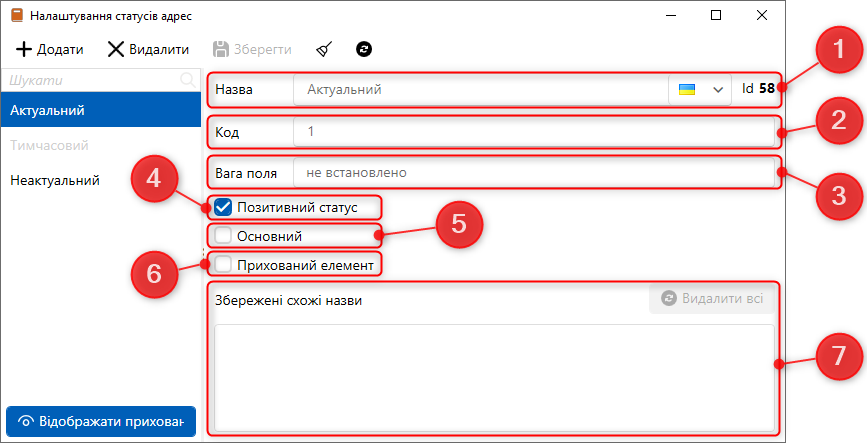 Налаштування статусів адрес
Додати Видалити Зберегти
Шукати
Актуальний
Тимчасовий
Неактуальний
Відображати прихован
Назва Актуальний Id 58
Код 1
Вага поля не встановлено
Позитивний статус
Основний
Прихований елемент
Збережені схожі назви Видалити всі
1
2
3
4
5
6
7